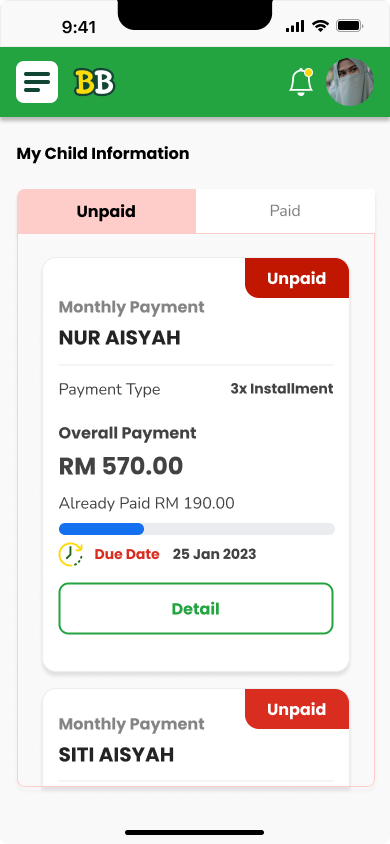 9:41
BB
My Child Information
Unpaid
Paid
Unpaid
Monthly Payment
NUR AISYAH
Payment Type 3x Installment
Overall Payment
RM 570.00
Already Paid RM 190.00
Due Date 25 Jan 2023
Detail
Unpaid
Monthly Payment
SITI AISYAH